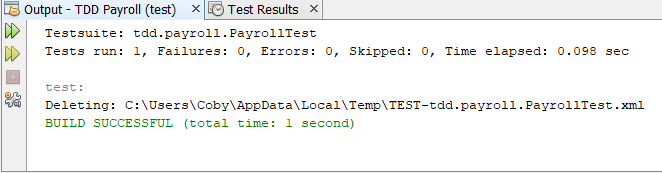 Output - TDD Payroll (test) Test Results
Testsuite: tdd.payroll.PayrollTest
Tests run: 1, Failures: 0, Errors: 0, Skipped: 0, Time elapsed: 0.098 sec
test:
Deleting: C:\Users\Coby\AppData\Local\Temp\TEST-tdd.payroll.PayrollTest.xml
BUILD SUCCESSFUL (total time: 1 second)